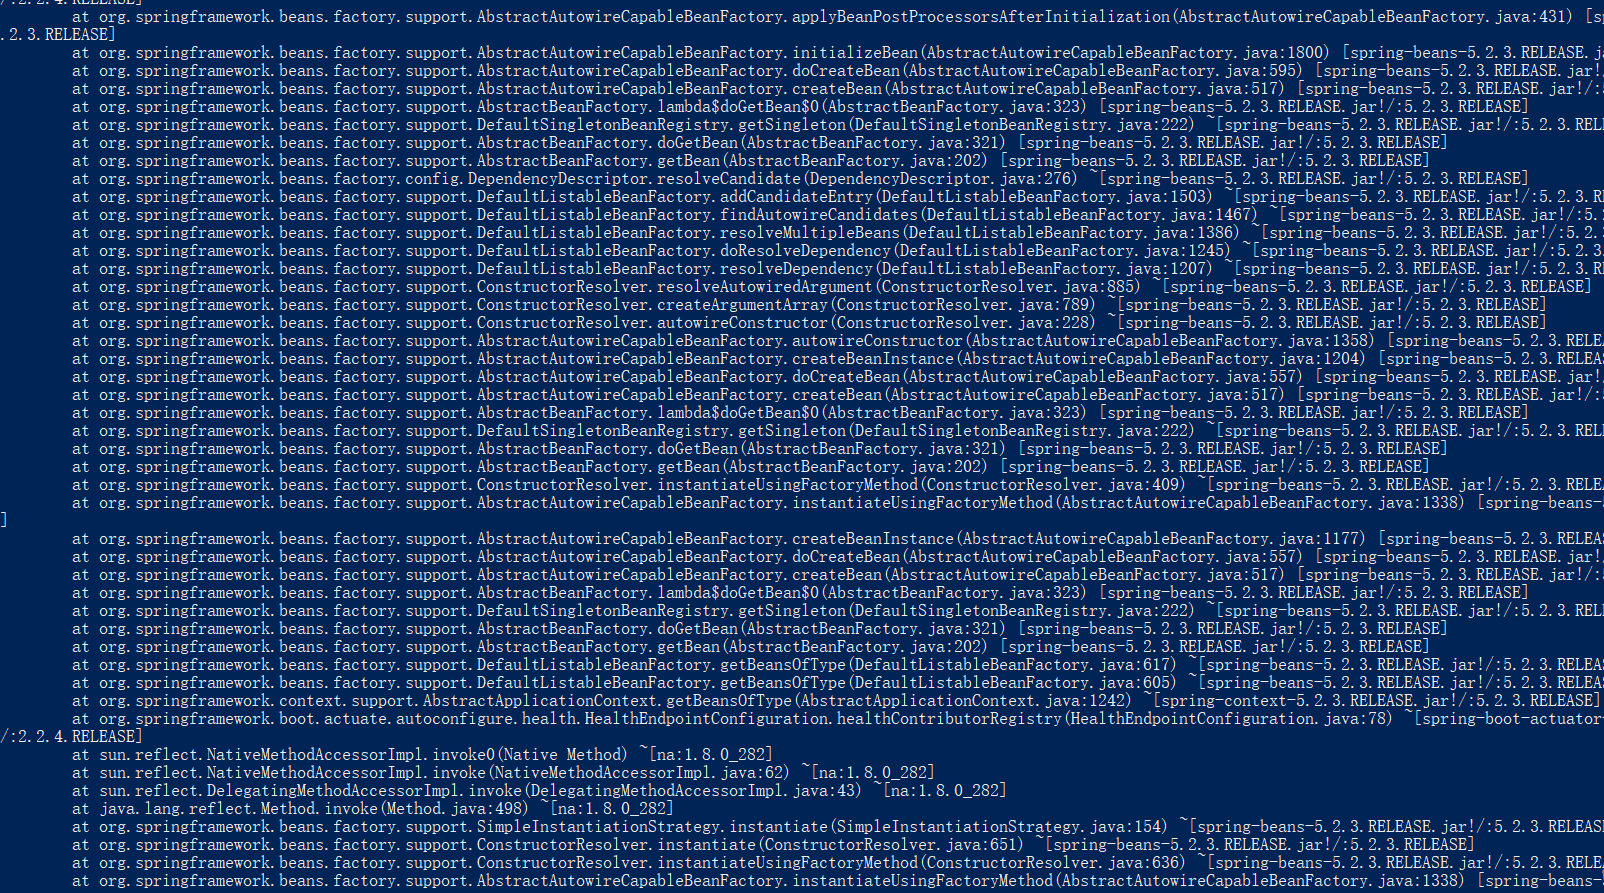 /:2.2.4.RELEASE]
at org.springframework.beans.factory.support.AbstractAutowireCapableBeanFactory.applyBeanPostProcessorsAfterInitialization(AbstractAutowireCapableBeanFactory.java:431) [sp
.2.3.RELEASE]
at org.springframework.beans.factory.support.AbstractAutowireCapableBeanFactory.initializeBean(AbstractAutowireCapableBeanFactory.java:1800) [spring-beans-5.2.3.RELEASE.ja
at org.springframework.beans.factory.support.AbstractAutowireCapableBeanFactory.doCreateBean(AbstractAutowireCapableBeanFactory.java:595) [spring-beans-5.2.3.RELEASE.jar!/
at org.springframework.beans.factory.support.AbstractAutowireCapableBeanFactory.createBean(AbstractAutowireCapableBeanFactory.java:517) [spring-beans-5.2.3.RELEASE.jar!/:5
at org.springframework.beans.factory.support.AbstractBeanFactory.lambda$doGetBean$0(AbstractBeanFactory.java:323) [spring-beans-5.2.3.RELEASE.jar!/:5.2.3.RELEASE]
at org.springframework.beans.factory.support.DefaultSingletonBeanRegistry.getSingleton(DefaultSingletonBeanRegistry.java:222) ~[spring-beans-5.2.3.RELEASE.jar!/:5.2.3.REL
at org.springframework.beans.factory.support.AbstractBeanFactory.doGetBean(AbstractBeanFactory.java:321) [spring-beans-5.2.3.RELEASE.jar!/:5.2.3.RELEASE]
at org.springframework.beans.factory.support.AbstractBeanFactory.getBean(AbstractBeanFactory.java:202) [spring-beans-5.2.3.RELEASE.jar!/:5.2.3.RELEASE]
at org.springframework.beans.factory.config.DependencyDescriptor.resolveCandidate(DependencyDescriptor.java:276) ~[spring-beans-5.2.3.RELEASE.jar!/:5.2.3.RELEASE]
at org.springframework.beans.factory.support.DefaultListableBeanFactory.addCandidateEntry(DefaultListableBeanFactory.java:1503) ~[spring-beans-5.2.3.RELEASE.jar!/:5.2.3.R
at org.springframework.beans.factory.support.DefaultListableBeanFactory.findAutowireCandidates(DefaultListableBeanFactory.java:1467) ~[spring-beans-5.2.3.RELEASE.jar!/:5.2
at org.springframework.beans.factory.support.DefaultListableBeanFactory.resolveMultipleBeans(DefaultListableBeanFactory.java:1386) ~[spring-beans-5.2.3.RELEASE.jar!/:5.2.3
at org.springframework.beans.factory.support.DefaultListableBeanFactory.doResolveDependency(DefaultListableBeanFactory.java:1245) ~[spring-beans-5.2.3.RELEASE.jar!/:5.2.3.
at org.springframework.beans.factory.support.DefaultListableBeanFactory.resolveDependency(DefaultListableBeanFactory.java:1207) ~[spring-beans-5.2.3.RELEASE.jar!/:5.2.3.R
at org.springframework.beans.factory.support.ConstructorResolver.resolveAutowiredArgument(ConstructorResolver.java:885) ~[spring-beans-5.2.3.RELEASE.jar!/:5.2.3.RELEASE]
at org.springframework.beans.factory.support.ConstructorResolver.createArgumentArray(ConstructorResolver.java:789) ~[spring-beans-5.2.3.RELEASE.jar!/:5.2.3.RELEASE]
at org.springframework.beans.factory.support.ConstructorResolver.autowireConstructor(ConstructorResolver.java:228) ~[spring-beans-5.2.3.RELEASE.jar!/:5.2.3.RELEASE]
at org.springframework.beans.factory.support.AbstractAutowireCapableBeanFactory.autowireConstructor(AbstractAutowireCapableBeanFactory.java:1358) [spring-beans-5.2.3.RELEA
at org.springframework.beans.factory.support.AbstractAutowireCapableBeanFactory.createBeanInstance(AbstractAutowireCapableBeanFactory.java:1204) [spring-beans-5.2.3.RELEAS
at org.springframework.beans.factory.support.AbstractAutowireCapableBeanFactory.doCreateBean(AbstractAutowireCapableBeanFactory.java:557) [spring-beans-5.2.3.RELEASE.jar!/
at org.springframework.beans.factory.support.AbstractAutowireCapableBeanFactory.createBean(AbstractAutowireCapableBeanFactory.java:517) [spring-beans-5.2.3.RELEASE.jar!/:5
at org.springframework.beans.factory.support.AbstractBeanFactory.lambda$doGetBean$0(AbstractBeanFactory.java:323) [spring-beans-5.2.3.RELEASE.jar!/:5.2.3.RELEASE]
at org.springframework.beans.factory.support.DefaultSingletonBeanRegistry.getSingleton(DefaultSingletonBeanRegistry.java:222) ~[spring-beans-5.2.3.RELEASE.jar!/:5.2.3.REL
at org.springframework.beans.factory.support.AbstractBeanFactory.doGetBean(AbstractBeanFactory.java:321) [spring-beans-5.2.3.RELEASE.jar!/:5.2.3.RELEASE]
at org.springframework.beans.factory.support.AbstractBeanFactory.getBean(AbstractBeanFactory.java:202) [spring-beans-5.2.3.RELEASE.jar!/:5.2.3.RELEASE]
at org.springframework.beans.factory.support.ConstructorResolver.instantiateUsingFactoryMethod(ConstructorResolver.java:409) ~[spring-beans-5.2.3.RELEASE.jar!/:5.2.3.RELEA
at org.springframework.beans.factory.support.AbstractAutowireCapableBeanFactory.instantiateUsingFactoryMethod(AbstractAutowireCapableBeanFactory.java:1338) [spring-beans-5
]
at org.springframework.beans.factory.support.AbstractAutowireCapableBeanFactory.createBeanInstance(AbstractAutowireCapableBeanFactory.java:1177) [spring-beans-5.2.3.RELEAS
at org.springframework.beans.factory.support.AbstractAutowireCapableBeanFactory.doCreateBean(AbstractAutowireCapableBeanFactory.java:557) [spring-beans-5.2.3.RELEASE.jar!/
at org.springframework.beans.factory.support.AbstractAutowireCapableBeanFactory.createBean(AbstractAutowireCapableBeanFactory.java:517) [spring-beans-5.2.3.RELEASE.jar!/:5
at org.springframework.beans.factory.support.AbstractBeanFactory.lambda$doGetBean$0(AbstractBeanFactory.java:323) [spring-beans-5.2.3.RELEASE.jar!/:5.2.3.RELEASE]
at org.springframework.beans.factory.support.DefaultSingletonBeanRegistry.getSingleton(DefaultSingletonBeanRegistry.java:222) ~[spring-beans-5.2.3.RELEASE.jar!/:5.2.3.REL
at org.springframework.beans.factory.support.AbstractBeanFactory.doGetBean(AbstractBeanFactory.java:321) [spring-beans-5.2.3.RELEASE.jar!/:5.2.3.RELEASE]
at org.springframework.beans.factory.support.AbstractBeanFactory.getBean(AbstractBeanFactory.java:202) [spring-beans-5.2.3.RELEASE.jar!/:5.2.3.RELEASE]
at org.springframework.beans.factory.support.DefaultListableBeanFactory.getBeansOfType(DefaultListableBeanFactory.java:617) ~[spring-beans-5.2.3.RELEASE.jar!/:5.2.3.RELEAS
at org.springframework.beans.factory.support.DefaultListableBeanFactory.getBeansOfType(DefaultListableBeanFactory.java:605) ~[spring-beans-5.2.3.RELEASE.jar!/:5.2.3.RELEAS
at org.springframework.context.support.AbstractApplicationContext.getBeansOfType(AbstractApplicationContext.java:1242) ~[spring-context-5.2.3.RELEASE.jar!/:5.2.3.RELEASE]
at org.springframework.boot.actuate.autoconfigure.health.HealthEndpointConfiguration.healthContributorRegistry(HealthEndpointConfiguration.java:78) ~[spring-boot-actuator-
/:2.2.4.RELEASE]
at sun.reflect.NativeMethodAccessorImpl.invoke0(Native Method) ~[na:1.8.0_282]
at sun.reflect.NativeMethodAccessorImpl.invoke(NativeMethodAccessorImpl.java:62) ~[na:1.8.0_282]
at sun.reflect.DelegatingMethodAccessorImpl.invoke(DelegatingMethodAccessorImpl.java:43) ~[na:1.8.0_282]
at java.lang.reflect.Method.invoke(Method.java:498) ~[na:1.8.0_282]
at org.springframework.beans.factory.support.SimpleInstantiationStrategy.instantiate(SimpleInstantiationStrategy.java:154) ~[spring-beans-5.2.3.RELEASE.jar!/:5.2.3.RELEASE
at org.springframework.beans.factory.support.ConstructorResolver.instantiate(ConstructorResolver.java:651) ~[spring-beans-5.2.3.RELEASE.jar!/:5.2.3.RELEASE]
at org.springframework.beans.factory.support.ConstructorResolver.instantiateUsingFactoryMethod(ConstructorResolver.java:636) ~[spring-beans-5.2.3.RELEASE.jar!/:5.2.3.RELEA
at org.springframework.beans.factory.support.AbstractAutowireCapableBeanFactory.instantiateUsingFactoryMethod(AbstractAutowireCapableBeanFactory.java:1338) [spring-beans-5